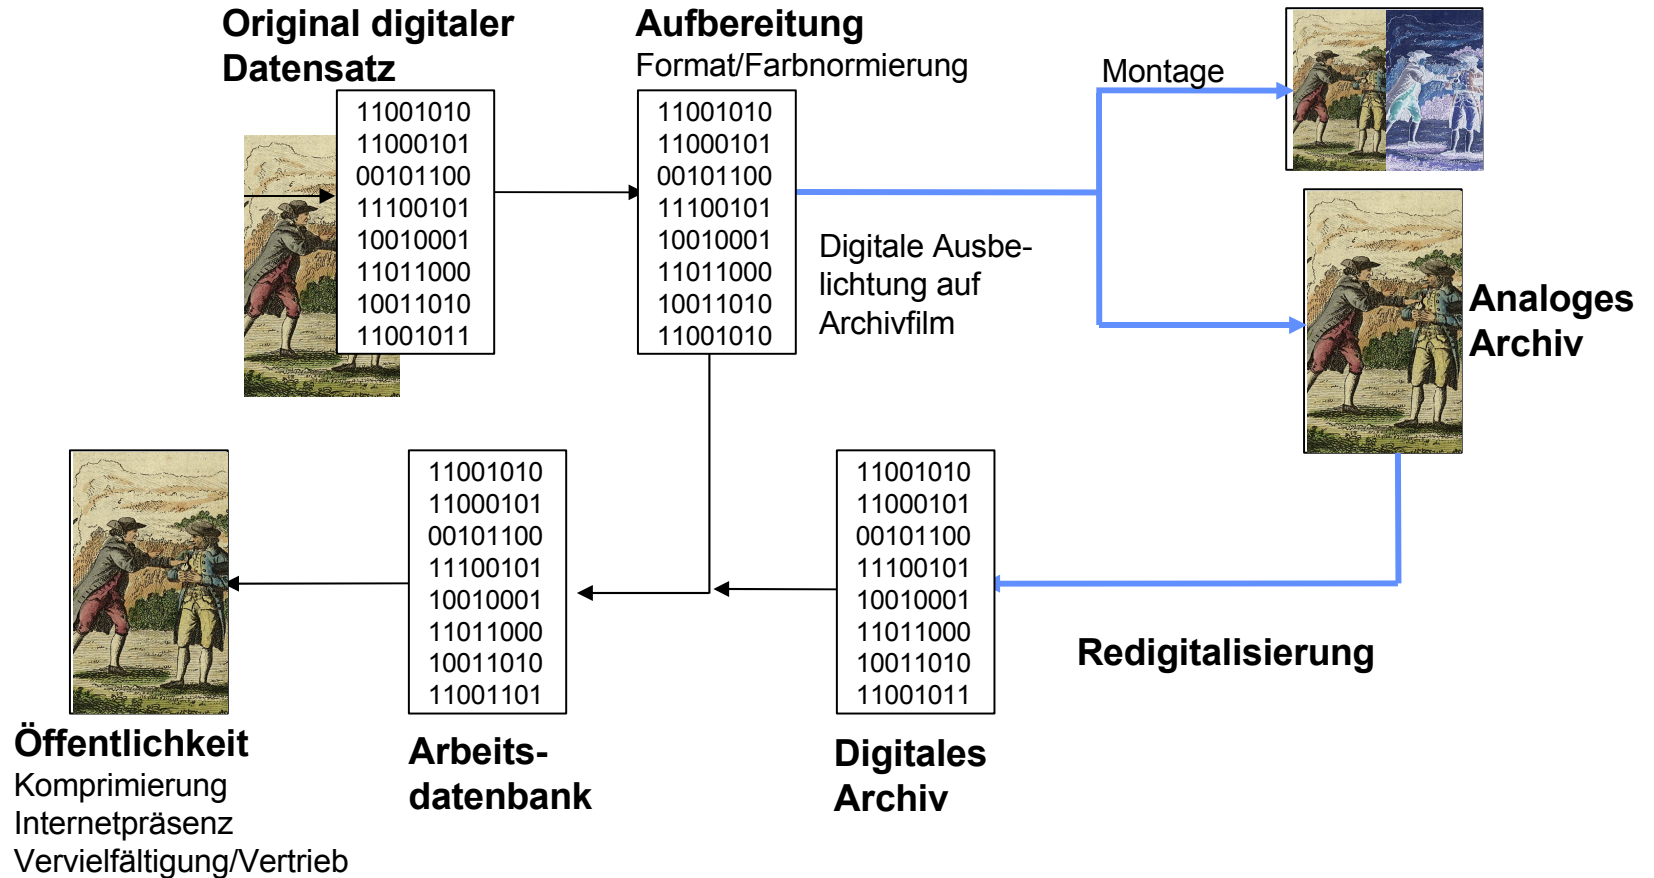 Original digitaler
Datensatz
11001010
11000101
00101100
11100101
10010001
11011000
10011010
11001011
Aufbereitung
Format/Farbnormierung
11001010
11000101
00101100
11100101
10010001
11011000
10011010
11001010
Digitale Ausbe-
lichtung auf
Archivfilm
Montage
Analoges
Archiv
Öffentlichkeit
Komprimierung
Internetpräsenz
Vervielfältigung/Vertrieb
11001010
11000101
00101100
11100101
10010001
11011000
10011010
11001101
Arbeits-
datenbank
11001010
11000101
00101100
11100101
10010001
11011000
10011010
11001011
Digitales
Archiv
Redigitalisierung